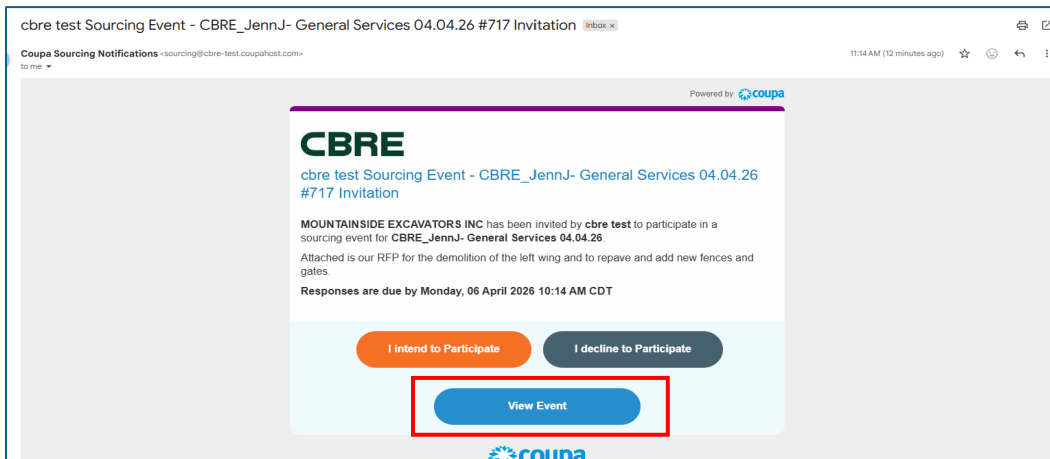 cbre test Sourcing Event - CBRE_JennJ- General Services 04.04.26 #717 Invitation Inbox x
Coupa Sourcing Notifications <sourcing@cbre-test.coupahost.com> 11:14 AM (12 minutes ago)
to me
Powered by coupa
CBRE
cbre test Sourcing Event - CBRE_JennJ- General Services 04.04.26
#717 Invitation
MOUNTAINSIDE EXCAVATORS INC has been invited by cbre test to participate in a
sourcing event for CBRE_JennJ- General Services 04.04.26.
Attached is our RFP for the demolition of the left wing and to repave and add new fences and
gates.
Responses are due by Monday, 06 April 2026 10:14 AM CDT
I intend to Participate I decline to Participate
View Event
coupa